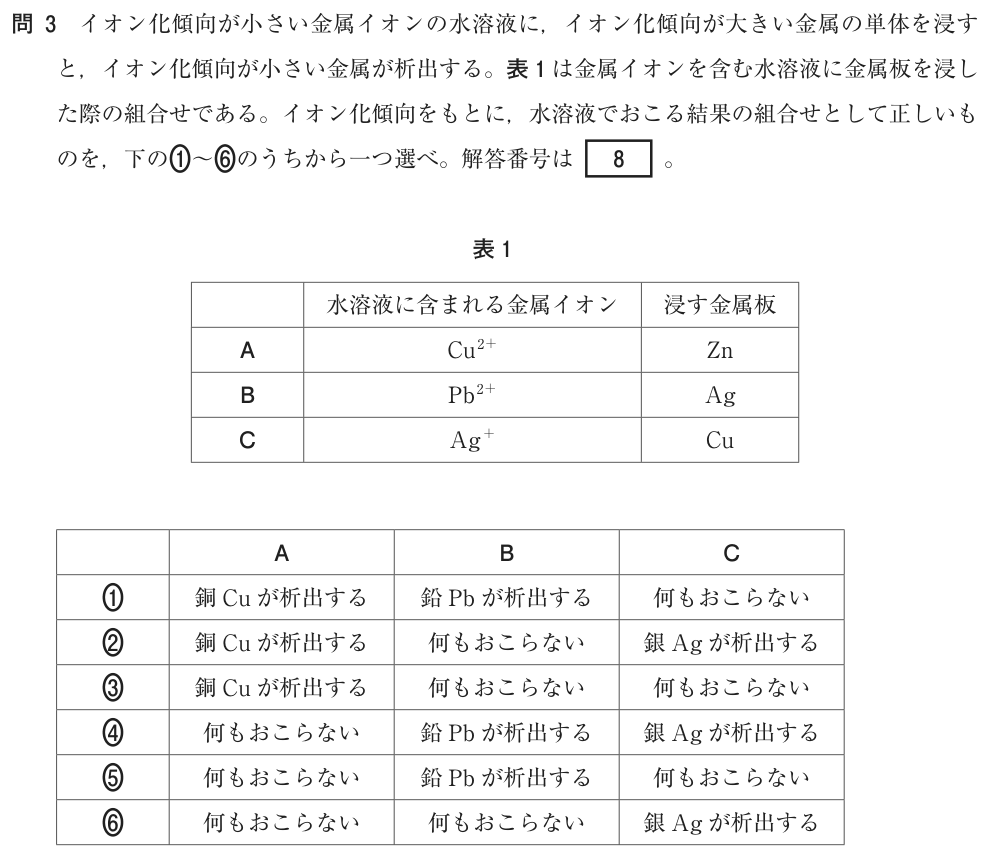 問 3 イオン化傾向が小さい金属イオンの水溶液に，イオン化傾向が大きい金属の単体を浸す
と，イオン化傾向が小さい金属が析出する。表 1 は金属イオンを含む水溶液に金属板を浸し
た際の組合せである。イオン化傾向をもとに，水溶液でおこる結果の組合せとして正しいも
のを，下の①～⑥のうちから一つ選べ。解答番号は 8 。
表 1
水溶液に含まれる金属イオン 浸す金属板
A Cu²⁺ Zn
B Pb²⁺ Ag
C Ag⁺ Cu
A B C
① 銅 Cu が析出する 鉛 Pb が析出する 何もおこらない
② 銅 Cu が析出する 何もおこらない 銀 Ag が析出する
③ 銅 Cu が析出する 何もおこらない 何もおこらない
④ 何もおこらない 鉛 Pb が析出する 銀 Ag が析出する
⑤ 何もおこらない 鉛 Pb が析出する 何もおこらない
⑥ 何もおこらない 何もおこらない 銀 Ag が析出する